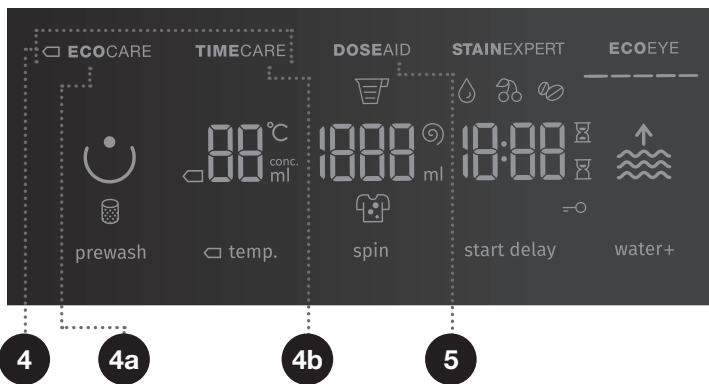 ECOCARE TIMECARE DOSEAID STAINEXPERT ECOEYE
°C
conc.
ml
ml
88 1888 18:88
prewash temp. spin start delay water+
4 4a 4b 5